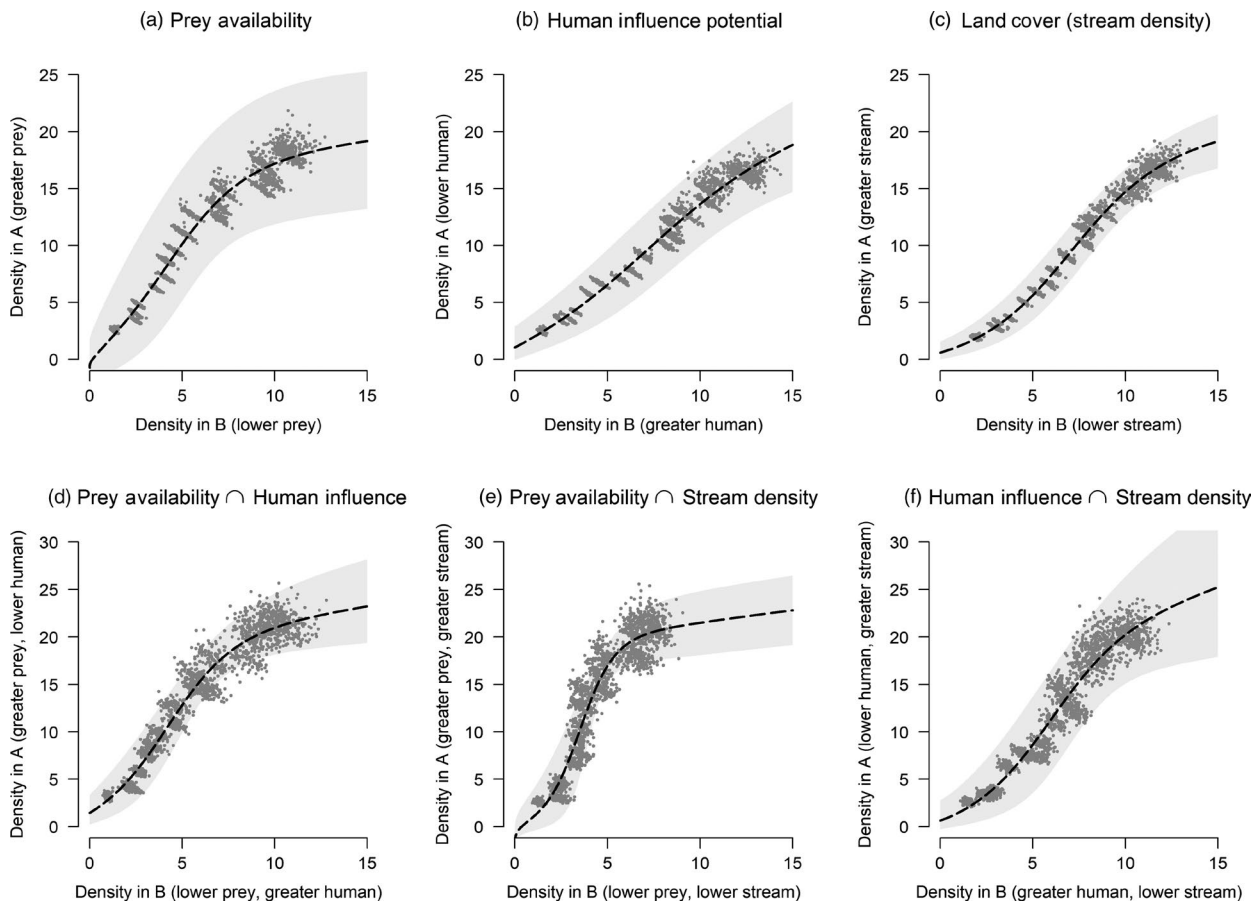 (a) Prey availability
Density in A (greater prey)
25
20
15
10
5
0
0 5 10 15
Density in B (lower prey)
(b) Human influence potential
Density in A (lower human)
25
20
15
10
5
0
0 5 10 15
Density in B (greater human)
(c) Land cover (stream density)
Density in A (greater stream)
25
20
15
10
5
0
0 5 10 15
Density in B (lower stream)
(d) Prey availability ∩ Human influence
Density in A (greater prey, lower human)
30
25
20
15
10
5
0
0 5 10 15
Density in B (lower prey, greater human)
(e) Prey availability ∩ Stream density
Density in A (greater prey, greater stream)
30
25
20
15
10
5
0
0 5 10 15
Density in B (lower prey, lower stream)
(f) Human influence ∩ Stream density
Density in A (lower human, greater stream)
30
25
20
15
10
5
0
0 5 10 15
Density in B (greater human, lower stream)